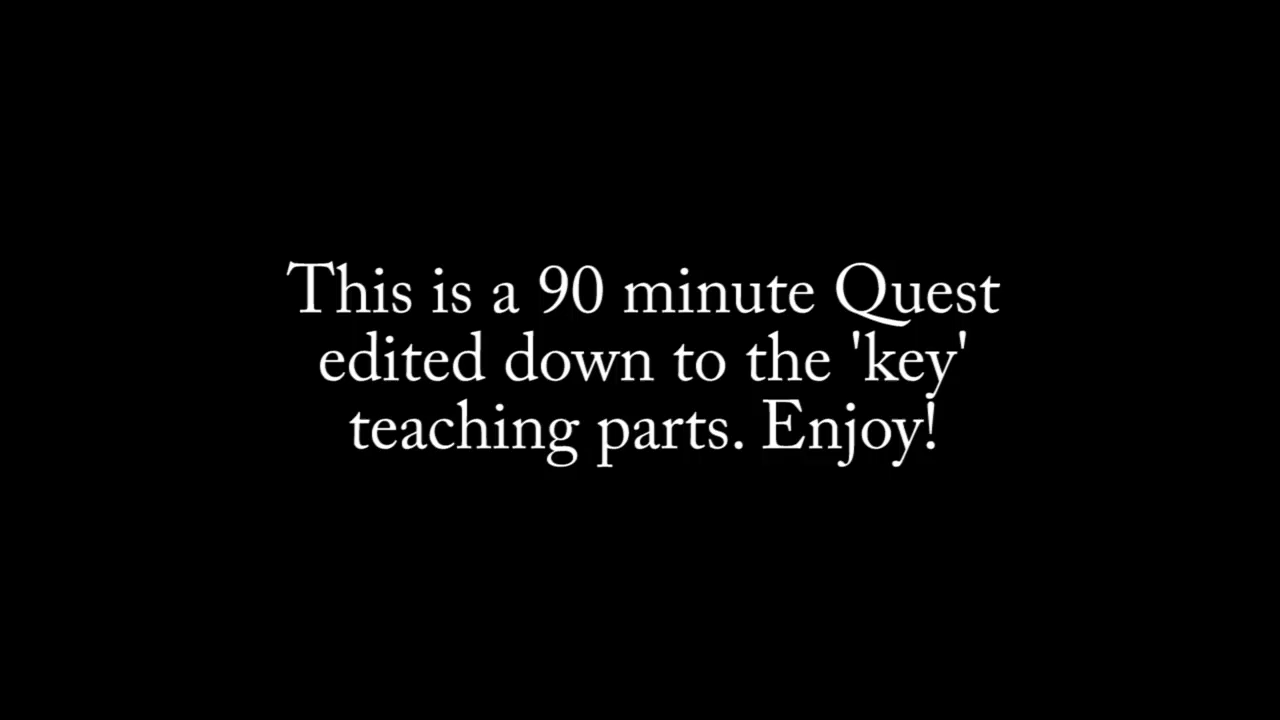 This is a 90 minute Quest
edited down to the 'key'
teaching parts. Enjoy!